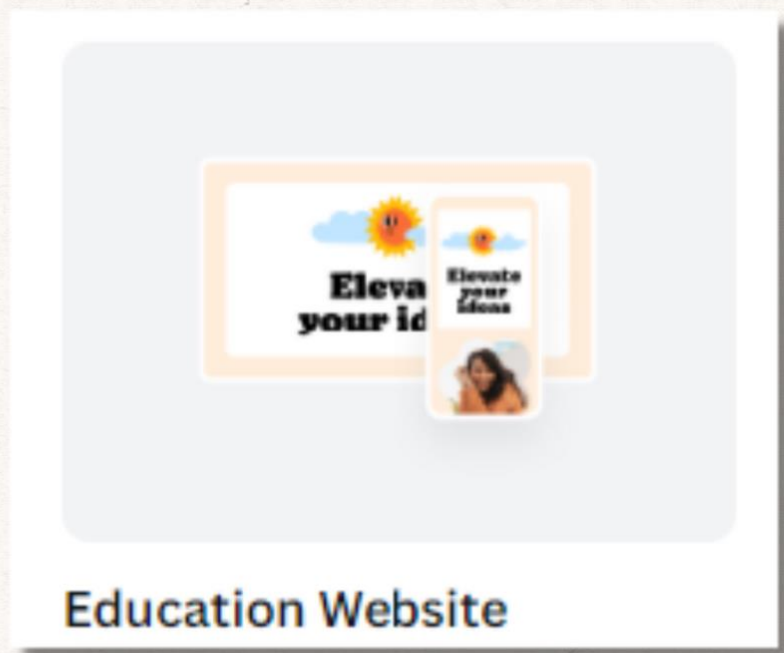 Eleva
your id
Elevate
your
ideas
Education Website